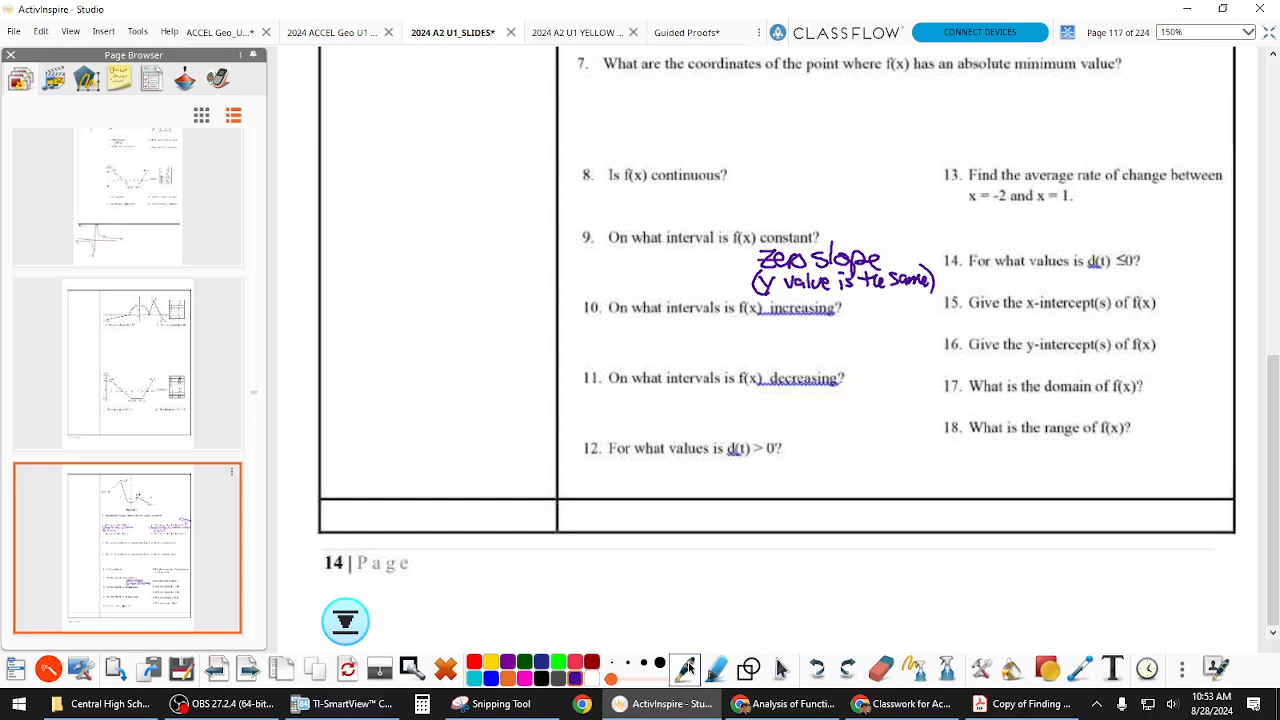 ActivInspire - Studio
File Edit View Insert Tools Help ACCEL Geo_U...* 2024 ACCEL Geo U1 ... 2024 A2 U1_SLIDES* 2024 A2 U1 YELLOW ... Guided Proofs* CLASSFLOW CONNECT DEVICES Page 117 of 224 150%
Page Browser
7. What are the coordinates of the point where f(x) has an absolute minimum value?
8. Is f(x) continuous?
13. Find the average rate of change between
x = -2 and x = 1.
9. On what interval is f(x) constant?
zero slope
(y value is the same)
14. For what values is d(t) ≤0?
10. On what intervals is f(x) increasing?
15. Give the x-intercept(s) of f(x)
16. Give the y-intercept(s) of f(x)
11. On what intervals is f(x) decreasing?
17. What is the domain of f(x)?
18. What is the range of f(x)?
12. For what values is d(t) > 0?
14 | Page
Central High School ... OBS 27.2.4 (64-bit... TI-SmartView™ C... Snipping Tool ActivInspire - Studi... Analysis of Functi... Classwork for Ac... Copy of Finding ...
10:53 AM
8/28/2024